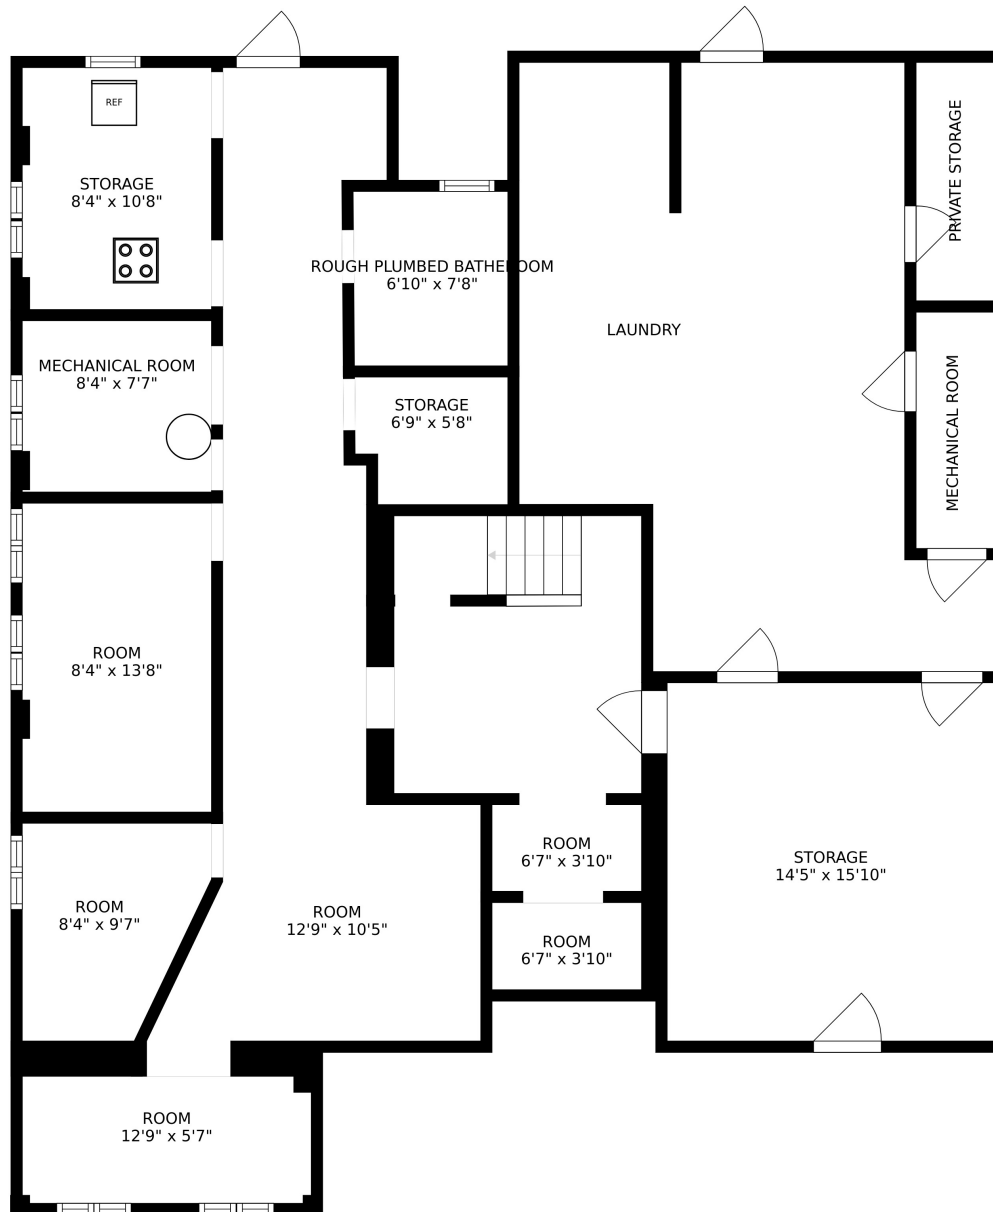 REF
PRIVATE STORAGE
STORAGE
8'4" x 10'8"
ROUGH PLUMBED BATHEROOM
6'10" x 7'8"
LAUNDRY
MECHANICAL ROOM
8'4" x 7'7"
STORAGE
6'9" x 5'8"
MECHANICAL ROOM
ROOM
8'4" x 13'8"
ROOM
6'7" x 3'10"
STORAGE
14'5" x 15'10"
ROOM
8'4" x 9'7"
ROOM
12'9" x 10'5"
ROOM
6'7" x 3'10"
ROOM
12'9" x 5'7"